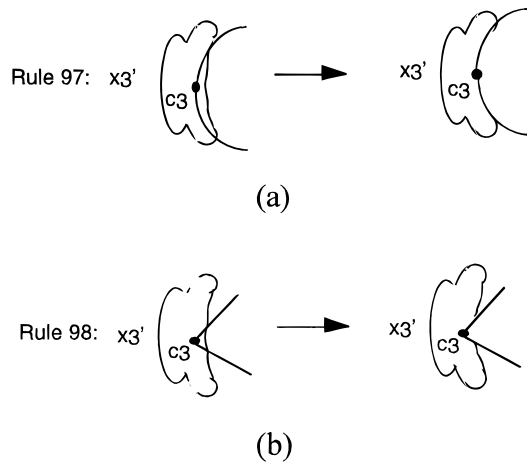 Rule 97: x3' c3 x3' c3
(a)
Rule 98: x3' c3 x3' c3
(b)